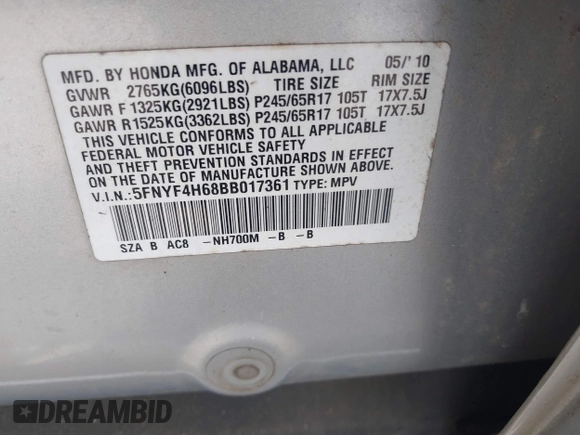 MFD. BY HONDA MFG. OF ALABAMA, LLC 05/'10
GVWR 2765KG(6096LBS) TIRE SIZE RIM SIZE
GAWR F 1325KG(2921LBS) P245/65R17 105T 17X7.5J
GAWR R1525KG(3362LBS) P245/65R17 105T 17X7.5J
THIS VEHICLE CONFORMS TO ALL APPLICABLE
FEDERAL MOTOR VEHICLE SAFETY
AND THEFT PREVENTION STANDARDS IN EFFECT
ON THE DATE OF MANUFACTURE SHOWN ABOVE.
V.I.N.:5FNYF4H68BB017361 TYPE: MPV
SZA B AC8 -NH700M -B -B
DREAMBID